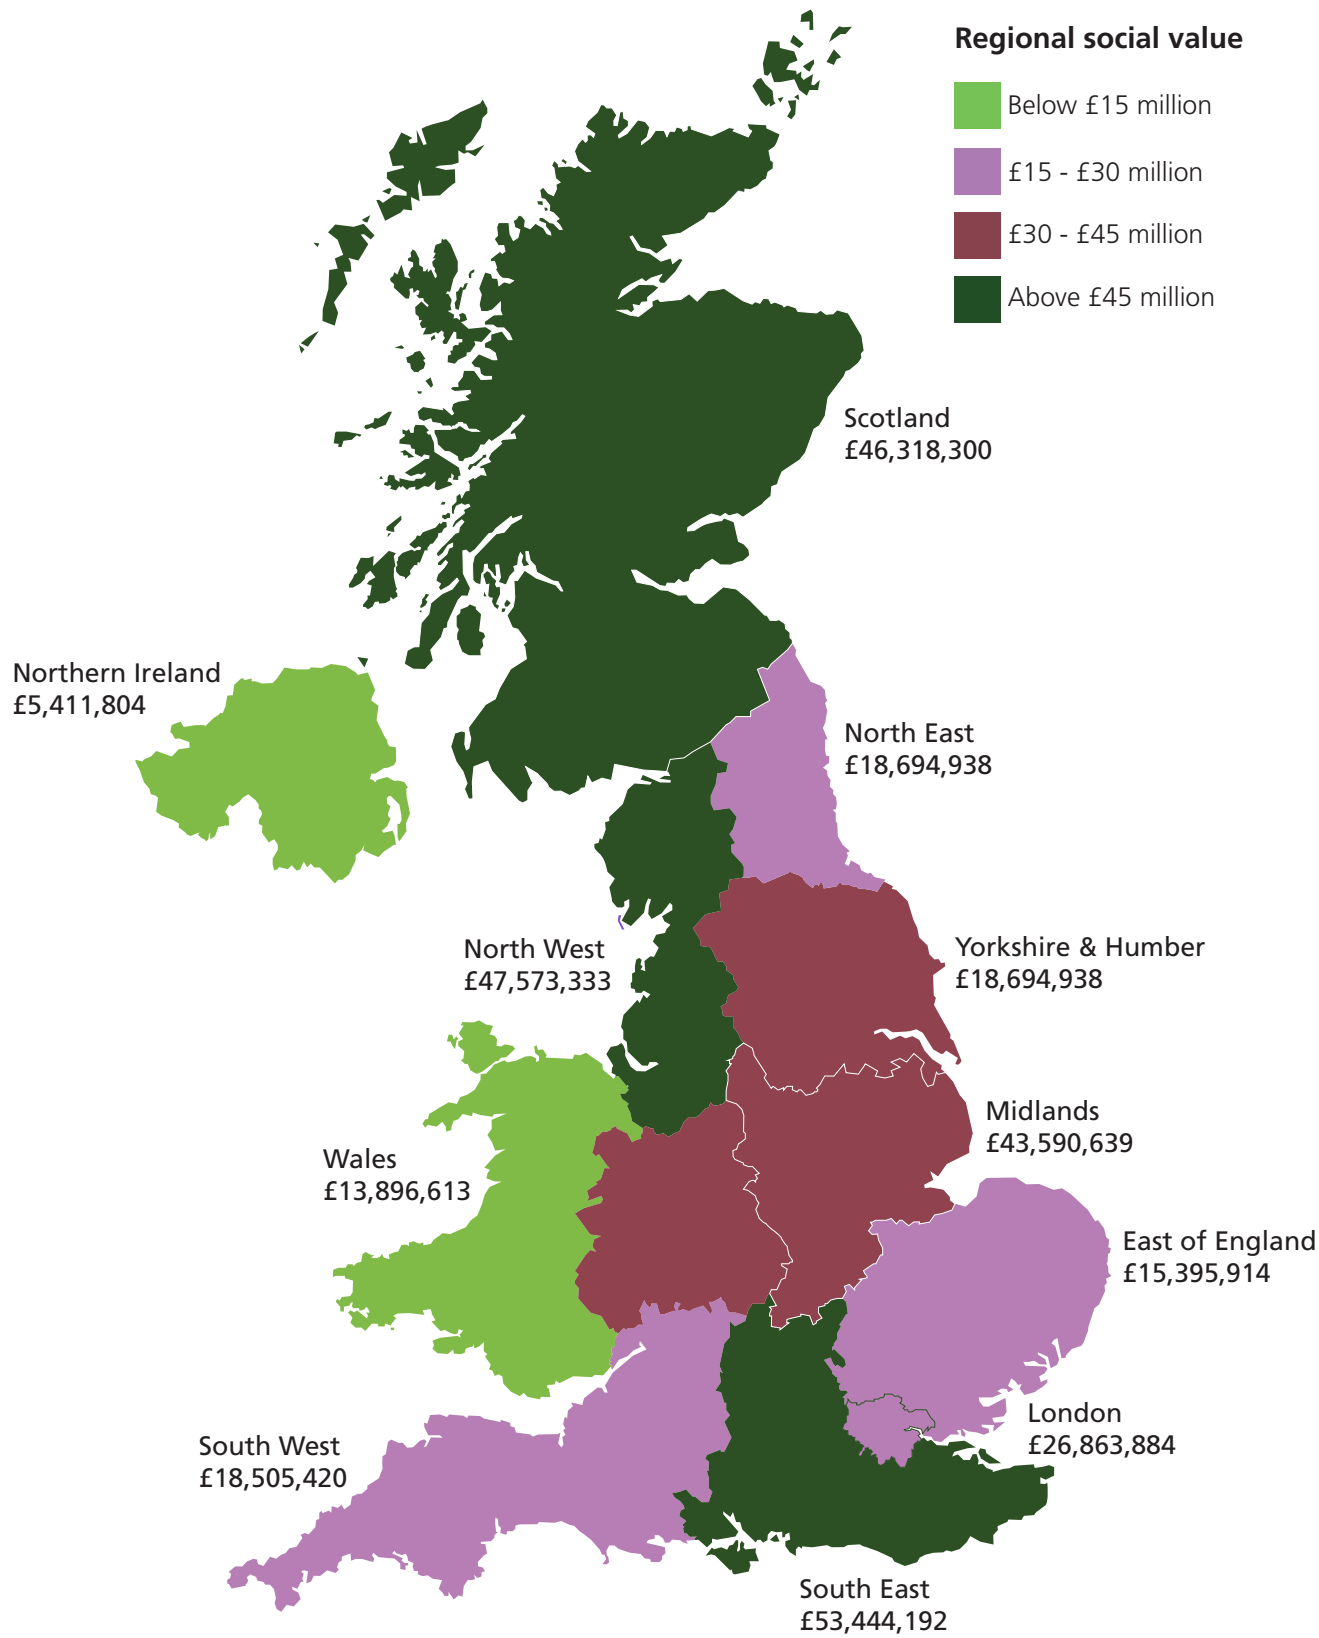 Regional social value
Below £15 million
£15 - £30 million
£30 - £45 million
Above £45 million
Scotland
£46,318,300
Northern Ireland
£5,411,804
North East
£18,694,938
North West
£47,573,333
Yorkshire & Humber
£18,694,938
Midlands
£43,590,639
Wales
£13,896,613
East of England
£15,395,914
London
£26,863,884
South West
£18,505,420
South East
£53,444,192